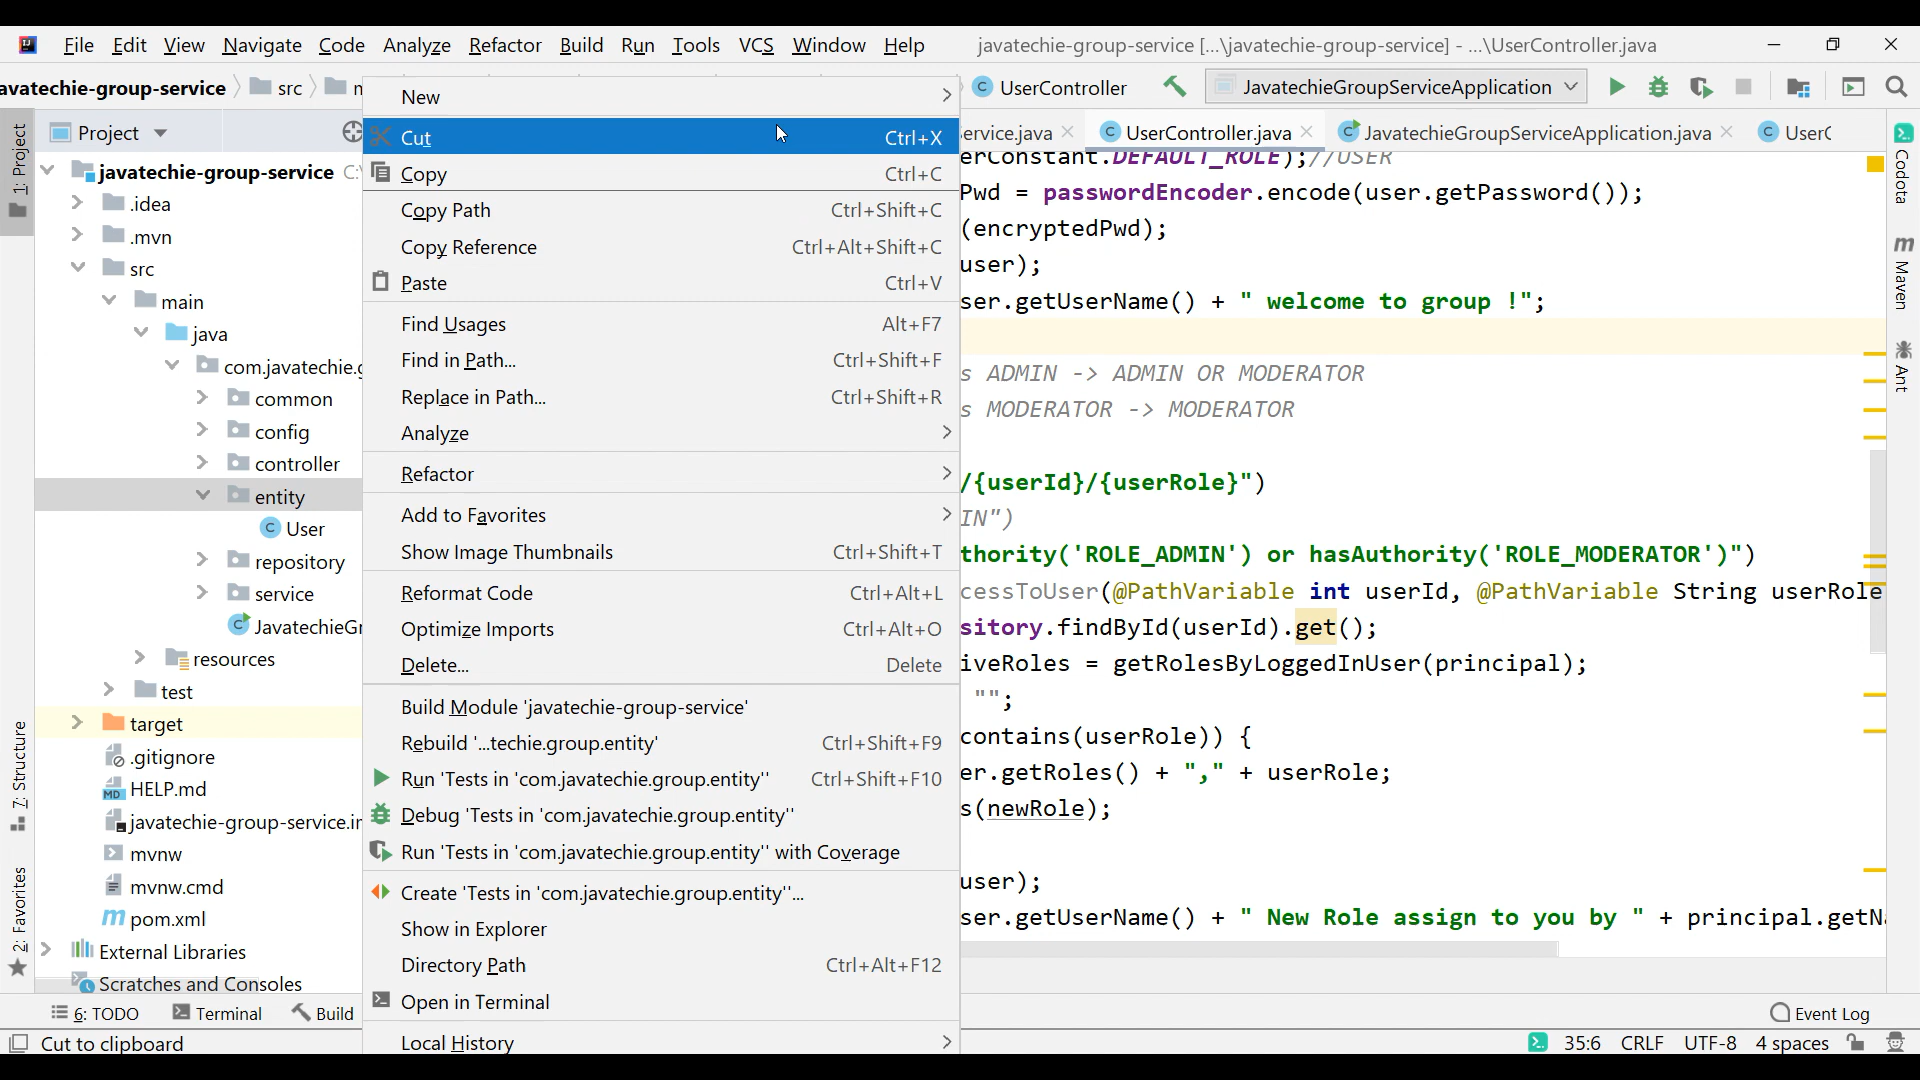 File Edit View Navigate Code Analyze Refactor Build Run Tools VCS Window Help javatechie-group-service [...\javatechie-group-service] - ...\UserController.java
avatechie-group-service src UserController JavatechieGroupServiceApplication
Project ervice.java UserController.java JavatechieGroupServiceApplication.java UserC
1: Project
7: Structure
2: Favorites
javatechie-group-service C:
.idea
.mvn
src
main
java
com.javatechie.g
common
config
controller
entity
User
repository
service
JavatechieGr
resources
test
target
.gitignore
HELP.md
javatechie-group-service.in
mvnw
mvnw.cmd
pom.xml
External Libraries
Scratches and Consoles
New
Cut Ctrl+X
Copy Ctrl+C
Copy Path Ctrl+Shift+C
Copy Reference Ctrl+Alt+Shift+C
Paste Ctrl+V
Find Usages Alt+F7
Find in Path... Ctrl+Shift+F
Replace in Path... Ctrl+Shift+R
Analyze
Refactor
Add to Favorites
Show Image Thumbnails Ctrl+Shift+T
Reformat Code Ctrl+Alt+L
Optimize Imports Ctrl+Alt+O
Delete... Delete
Build Module 'javatechie-group-service'
Rebuild '...techie.group.entity' Ctrl+Shift+F9
Run 'Tests in 'com.javatechie.group.entity'' Ctrl+Shift+F10
Debug 'Tests in 'com.javatechie.group.entity''
Run 'Tests in 'com.javatechie.group.entity'' with Coverage
Create 'Tests in 'com.javatechie.group.entity''...
Show in Explorer
Directory Path Ctrl+Alt+F12
Open in Terminal
Local History
erConstant.DEFAULT_ROLE);//USER
Pwd = passwordEncoder.encode(user.getPassword());
(encryptedPwd);
user);
ser.getUserName() + " welcome to group !";
s ADMIN -> ADMIN OR MODERATOR
s MODERATOR -> MODERATOR
/{userId}/{userRole}")
IN")
thority('ROLE_ADMIN') or hasAuthority('ROLE_MODERATOR')")
cessToUser(@PathVariable int userId, @PathVariable String userRole
sitory.findById(userId).get();
iveRoles = getRolesByLoggedInUser(principal);
"";
contains(userRole)) {
er.getRoles() + "," + userRole;
s(newRole);
user);
ser.getUserName() + " New Role assign to you by " + principal.getNa
Codota
Maven
Ant
6: TODO Terminal Build Event Log
Cut to clipboard 35:6 CRLF UTF-8 4 spaces